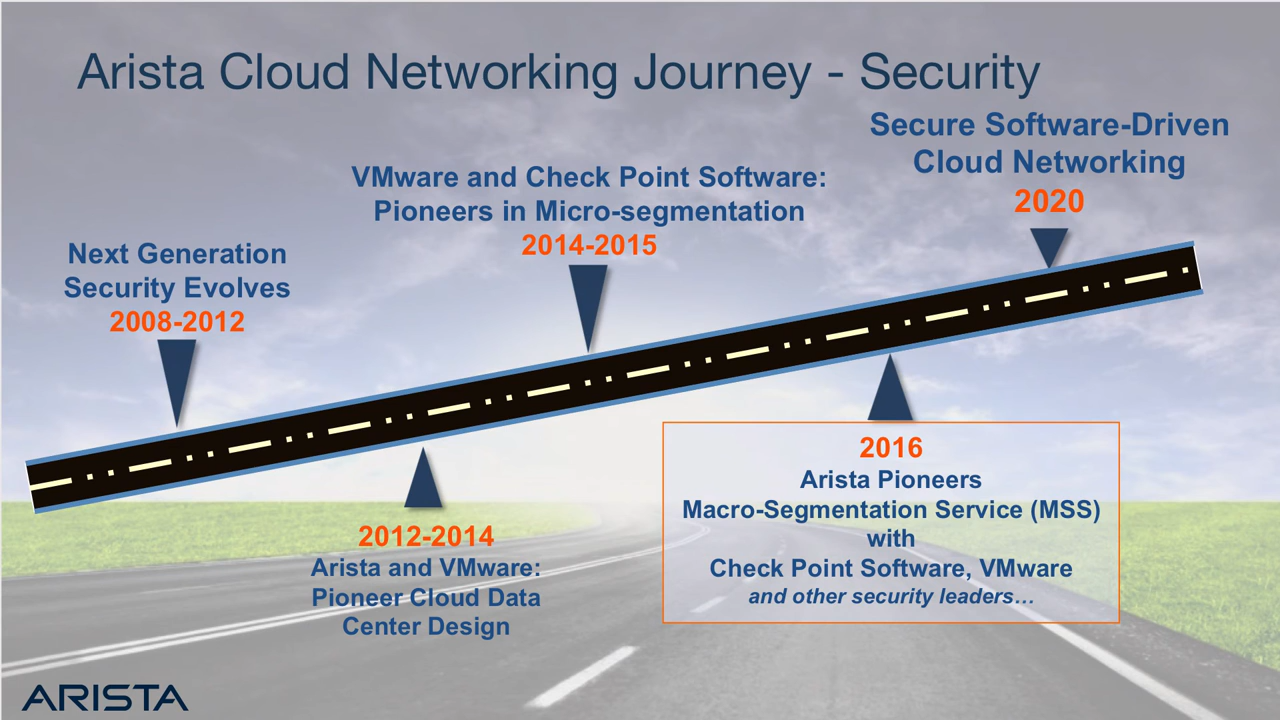 Arista Cloud Networking Journey - Security
Next Generation
Security Evolves
2008-2012
2012-2014
Arista and VMware:
Pioneer Cloud Data
Center Design
VMware and Check Point Software:
Pioneers in Micro-segmentation
2014-2015
2016
Arista Pioneers
Macro-Segmentation Service (MSS)
with
Check Point Software, VMware
and other security leaders…
Secure Software-Driven
Cloud Networking
2020
ARISTA